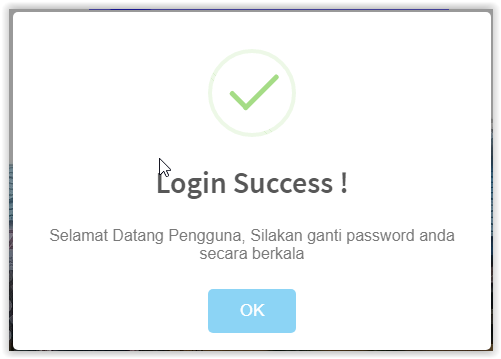 Login Success !
Selamat Datang Pengguna, Silakan ganti password anda
secara berkala
OK